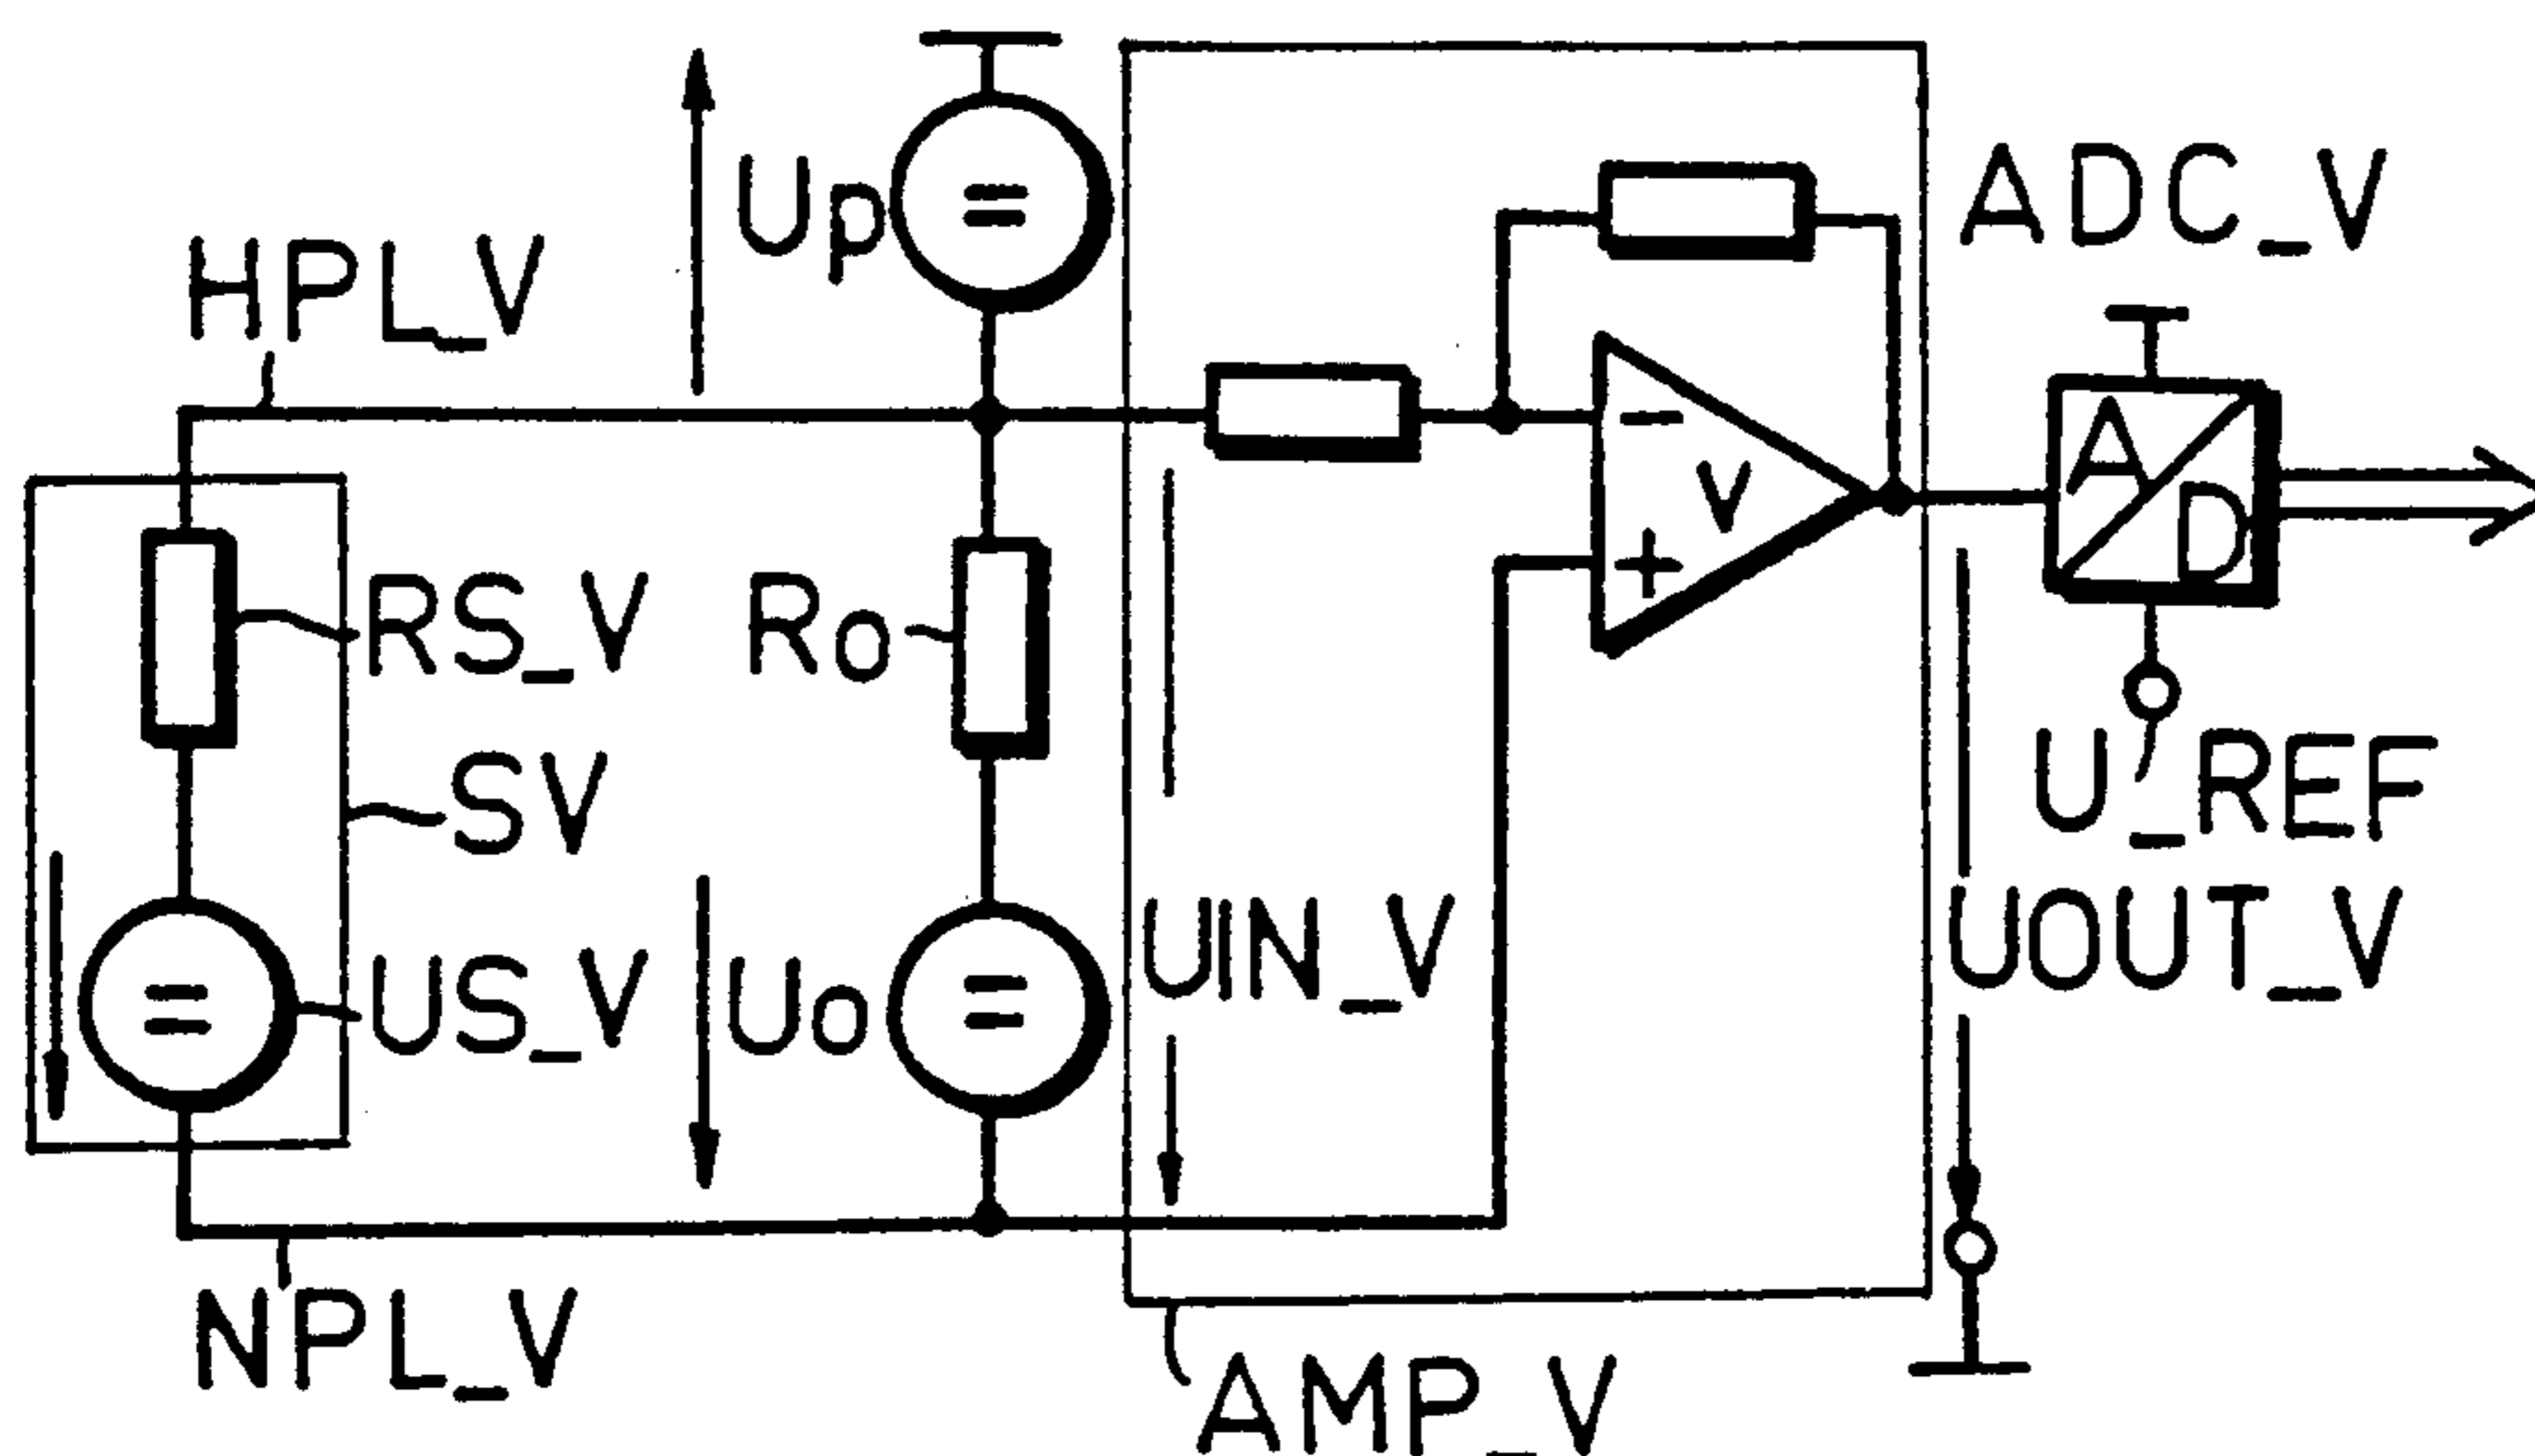 Up
ADC_V
HPL_V
=
A
D
-
V
+
RS_V
Ro
U_REF
SV
UIN_V
UOUT_V
=
US_V
Uo
=
NPL_V
AMP_V